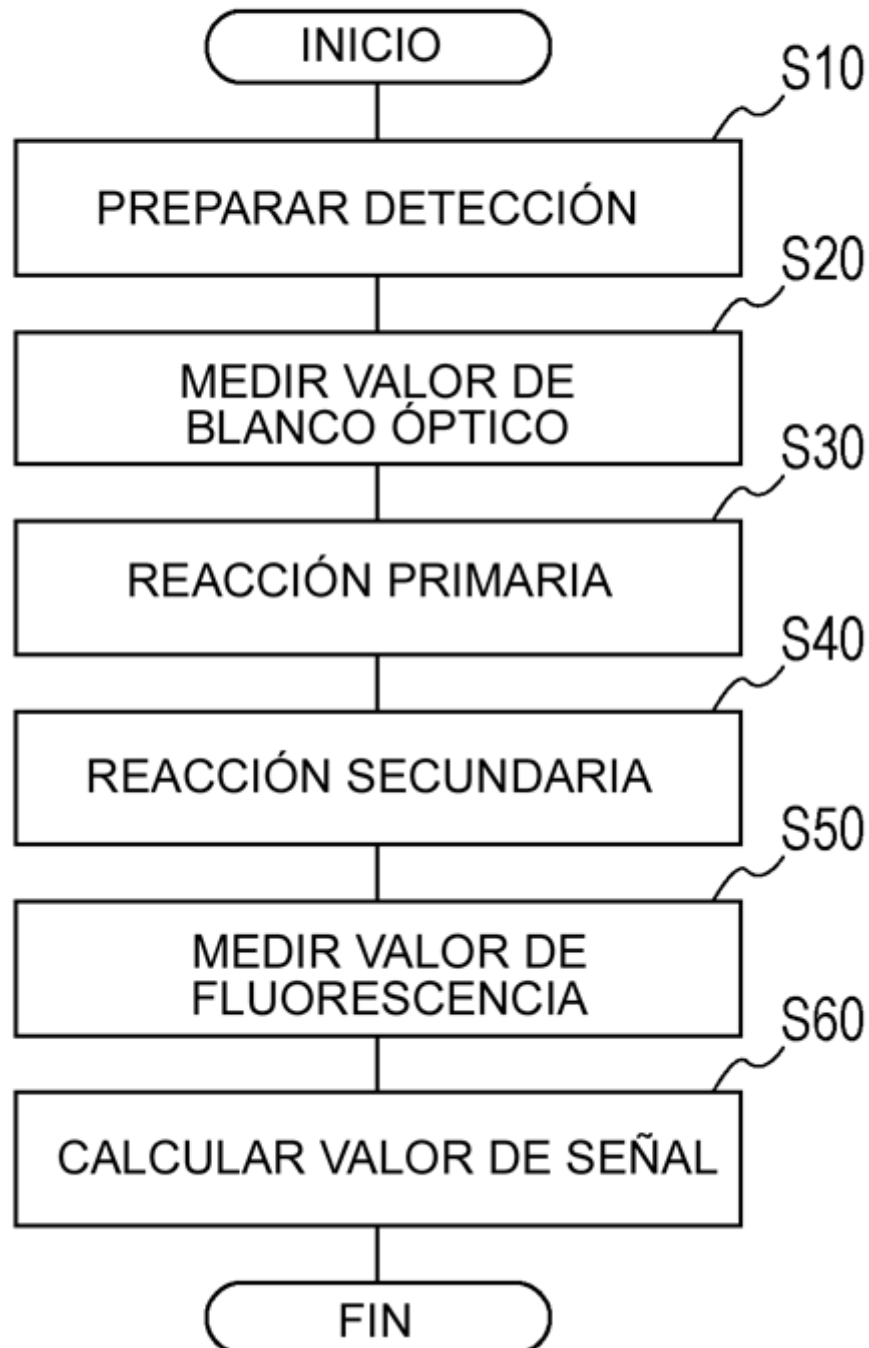 INICIO
S10
PREPARAR DETECCIÓN
S20
MEDIR VALOR DE
BLANCO ÓPTICO
S30
REACCIÓN PRIMARIA
S40
REACCIÓN SECUNDARIA
S50
MEDIR VALOR DE
FLUORESCENCIA
S60
CALCULAR VALOR DE SEÑAL
FIN